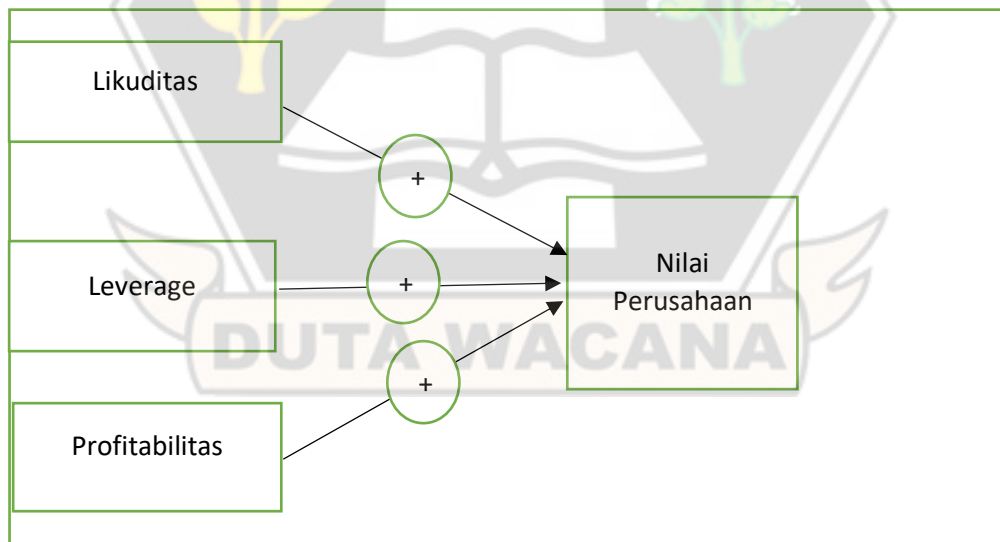 Likuditas
+
Leverage
+
Nilai
Perusahaan
DUTA WACANA
+
Profitabilitas